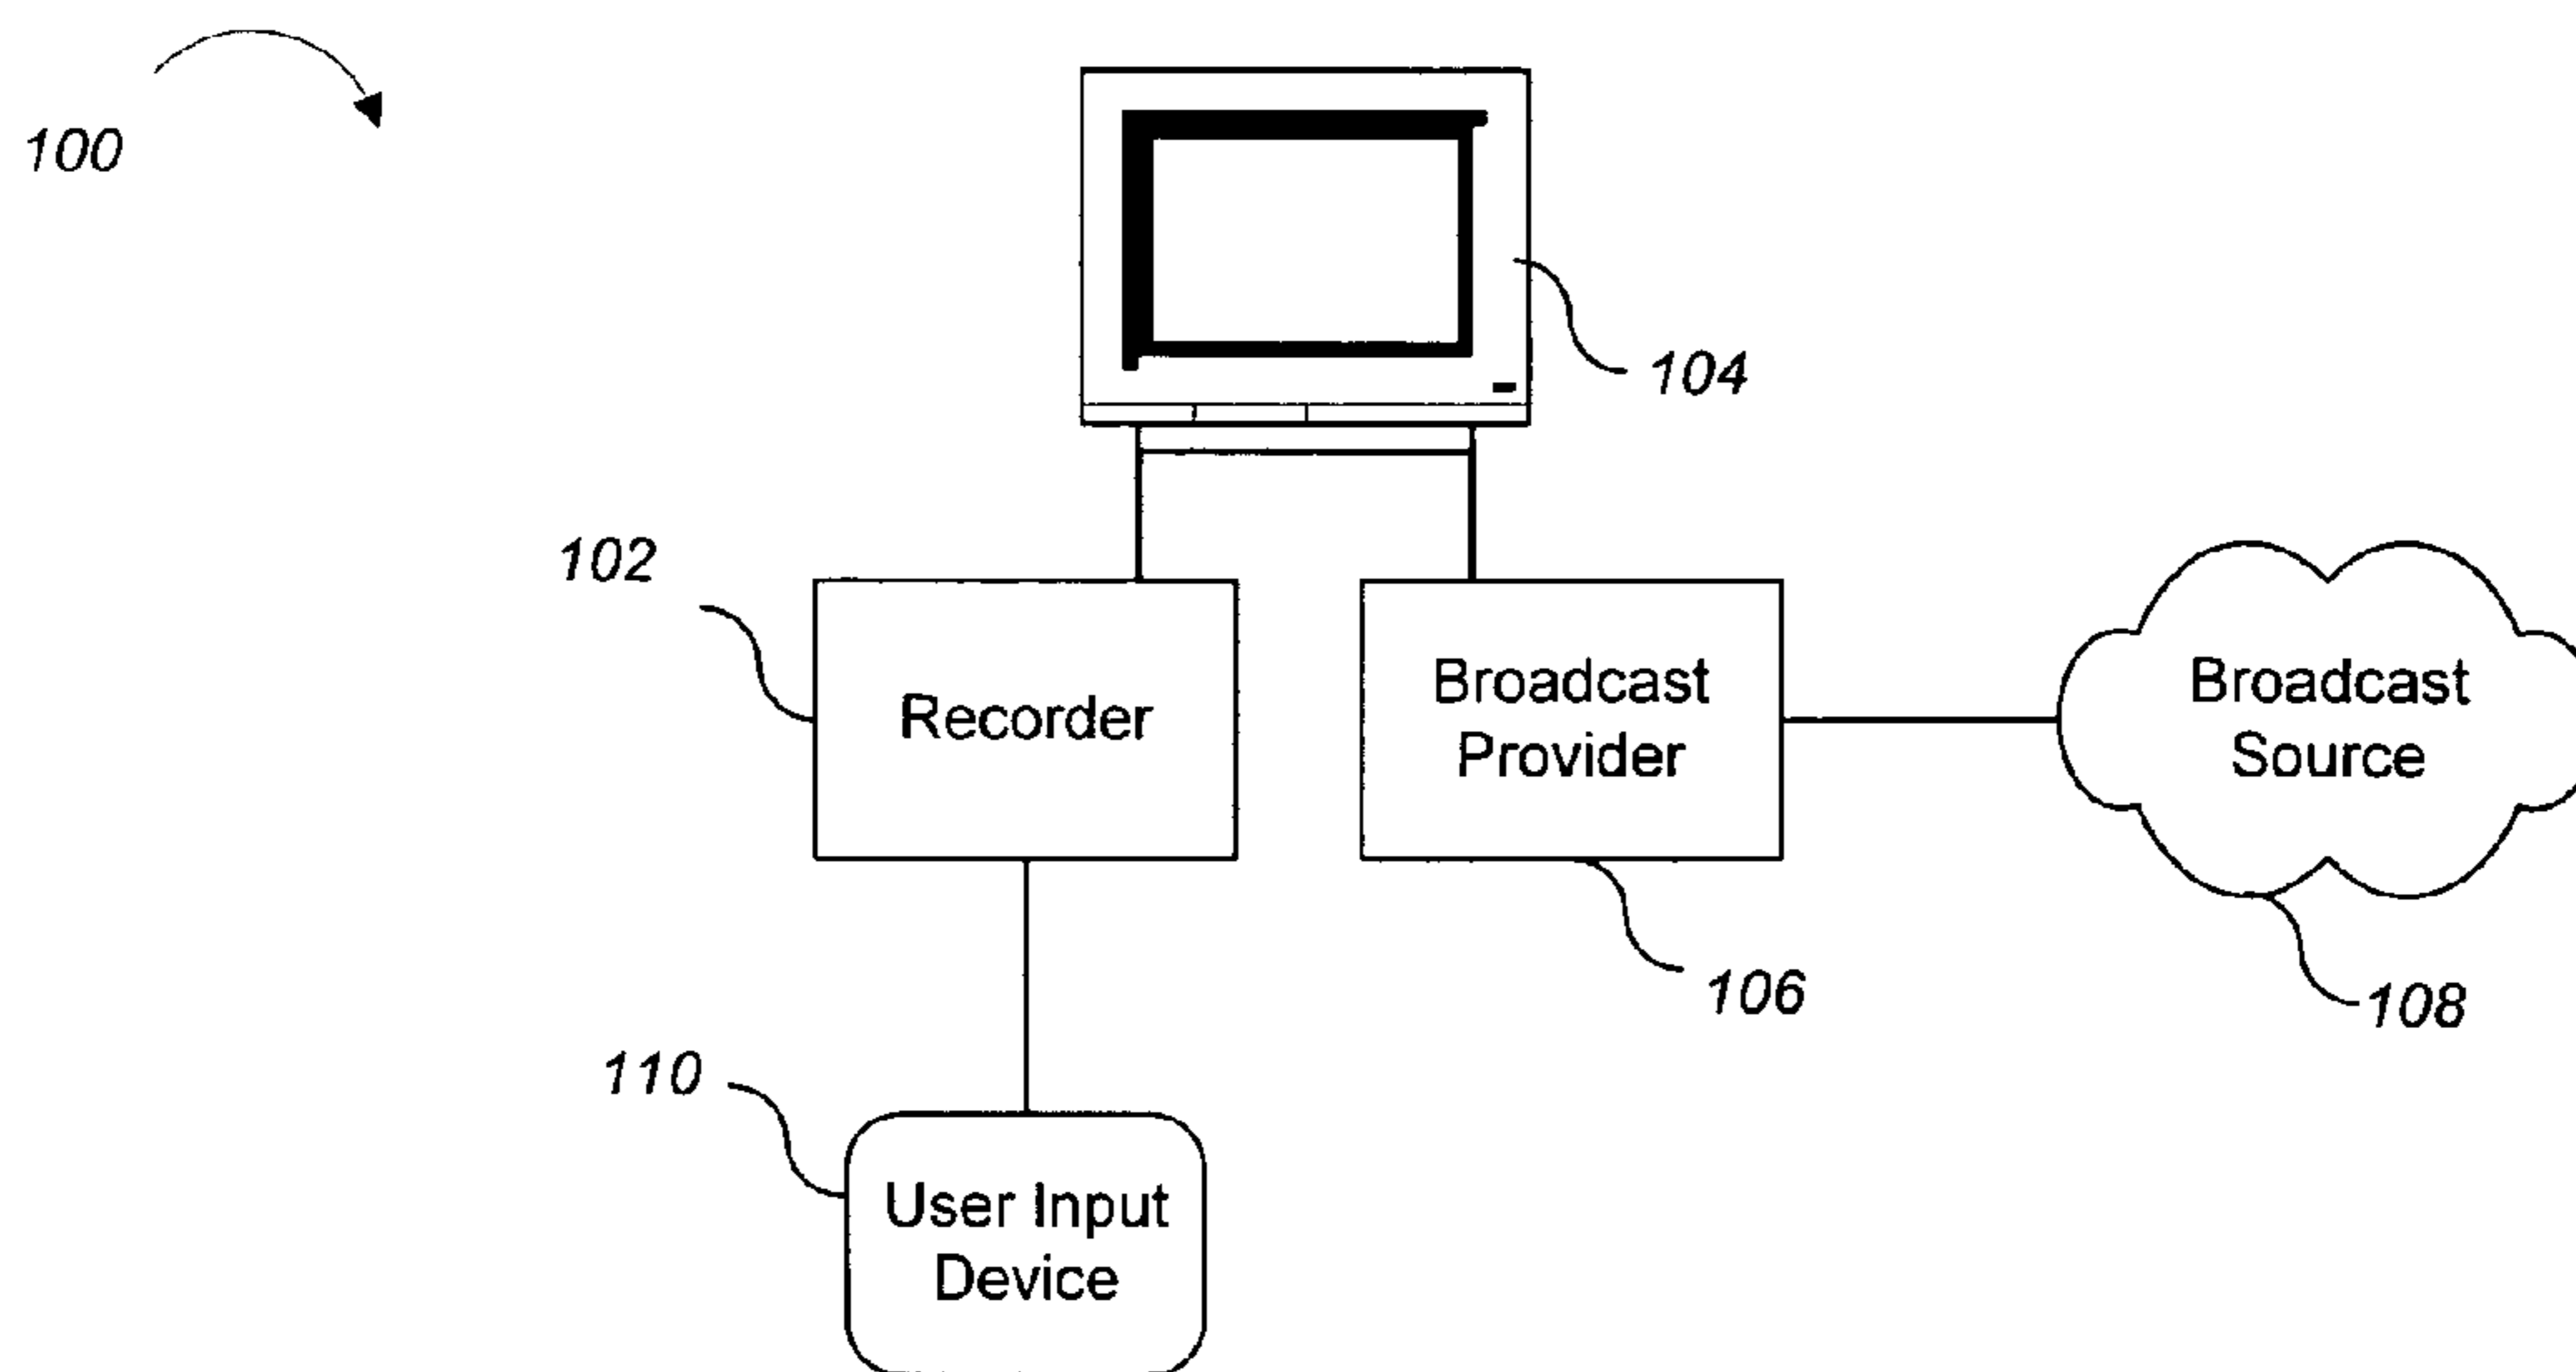 100
104
102
Recorder
Broadcast
Provider
Broadcast
Source
106
108
110
User Input
Device